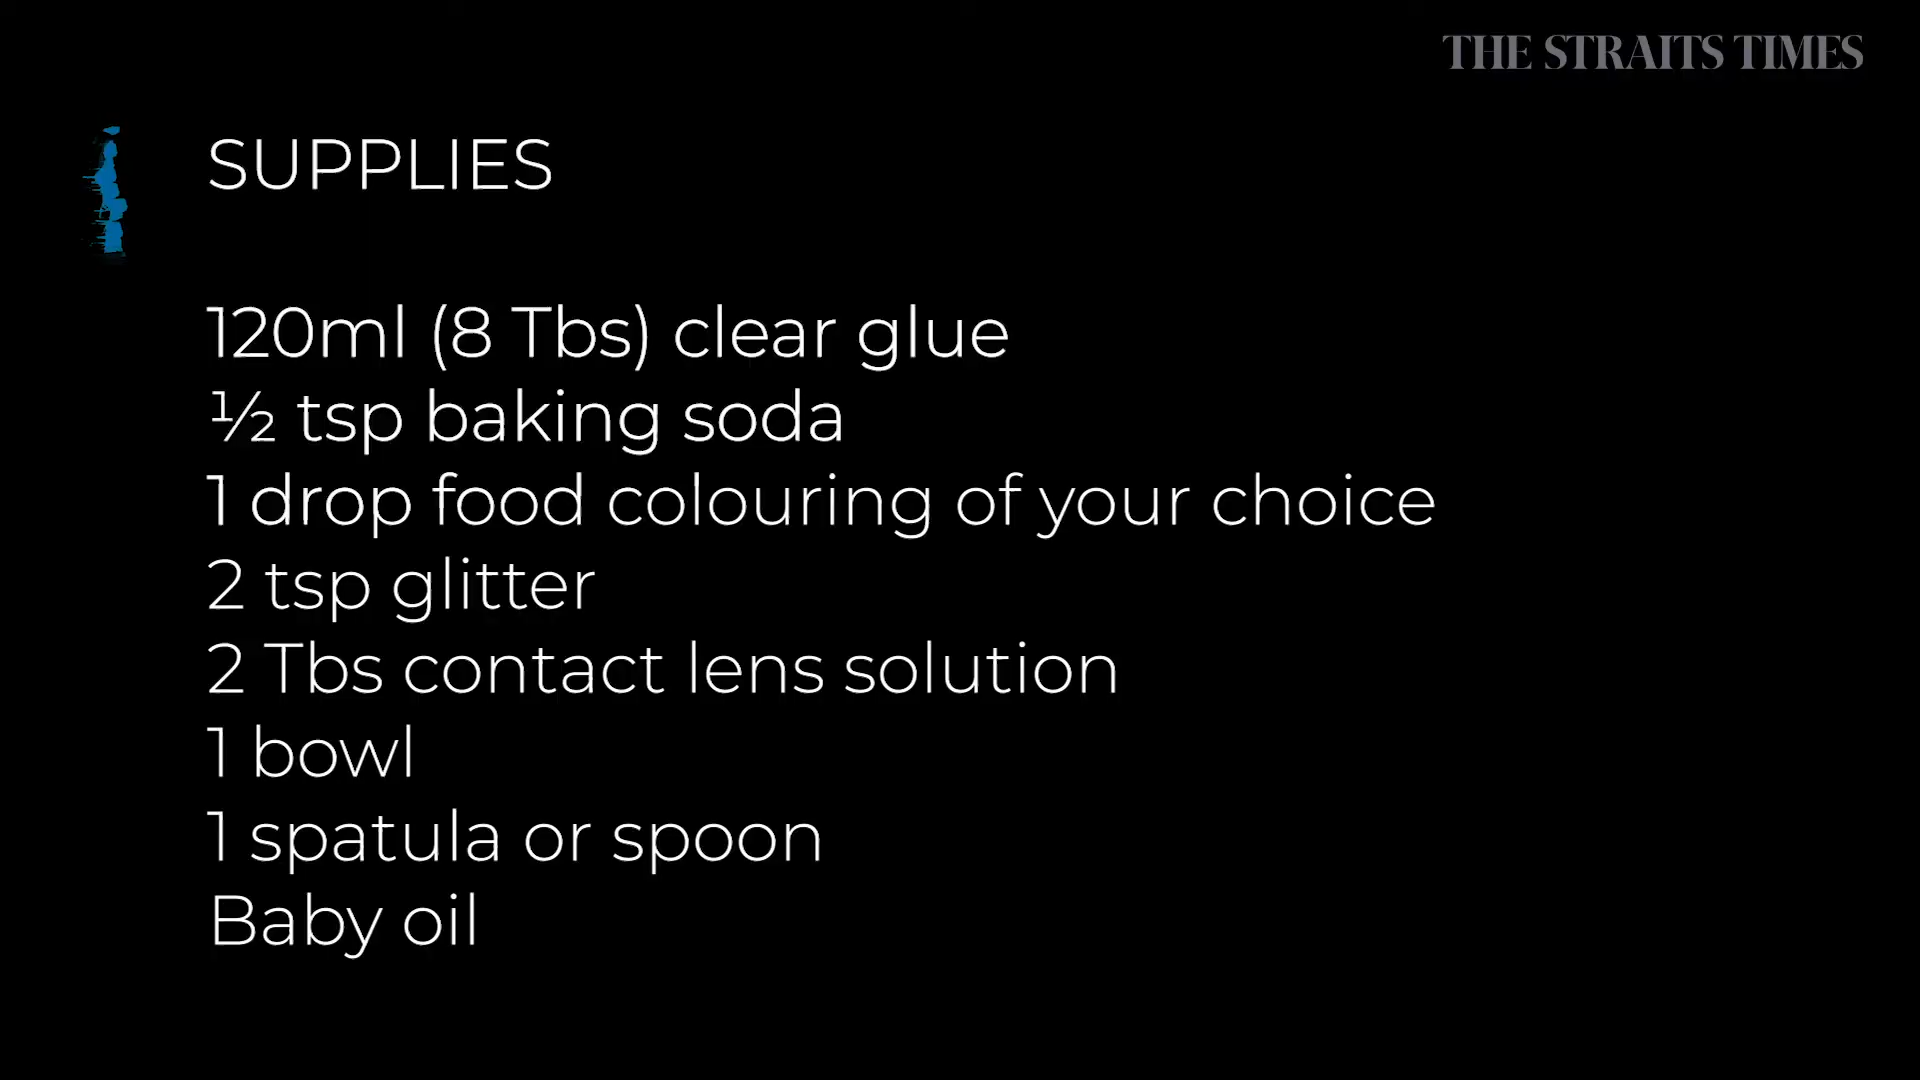 THE STRAITS TIMES
SUPPLIES
120ml (8 Tbs) clear glue
½ tsp baking soda
1 drop food colouring of your choice
2 tsp glitter
2 Tbs contact lens solution
1 bowl
1 spatula or spoon
Baby oil